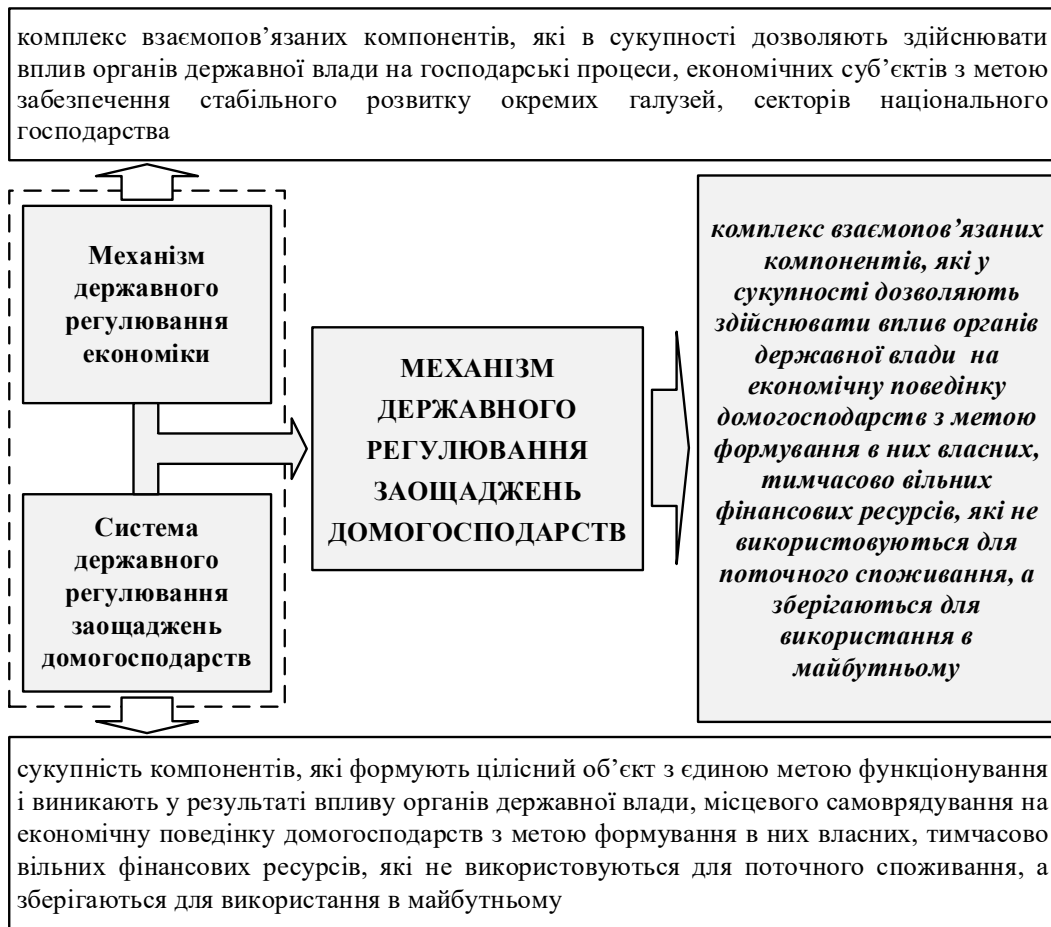 комплекс взаємопов’язаних компонентів, які в сукупності дозволяють здійснювати
вплив органів державної влади на господарські процеси, економічних суб’єктів з метою
забезпечення стабільного розвитку окремих галузей, секторів національного
господарства
Механізм
державного
регулювання
економіки
Система
державного
регулювання
заощаджень
домогосподарств
МЕХАНІЗМ
ДЕРЖАВНОГО
РЕГУЛЮВАННЯ
ЗАОЩАДЖЕНЬ
ДОМОГОСПОДАРСТВ
комплекс взаємопов’язаних
компонентів, які у
сукупності дозволяють
здійснювати вплив органів
державної влади на
економічну поведінку
домогосподарств з метою
формування в них власних,
тимчасово вільних
фінансових ресурсів, які не
використовуються для
поточного споживання, а
зберігаються для
використання в
майбутньому
сукупність компонентів, які формують цілісний об’єкт з єдиною метою функціонування
і виникають у результаті впливу органів державної влади, місцевого самоврядування на
економічну поведінку домогосподарств з метою формування в них власних, тимчасово
вільних фінансових ресурсів, які не використовуються для поточного споживання, а
зберігаються для використання в майбутньому